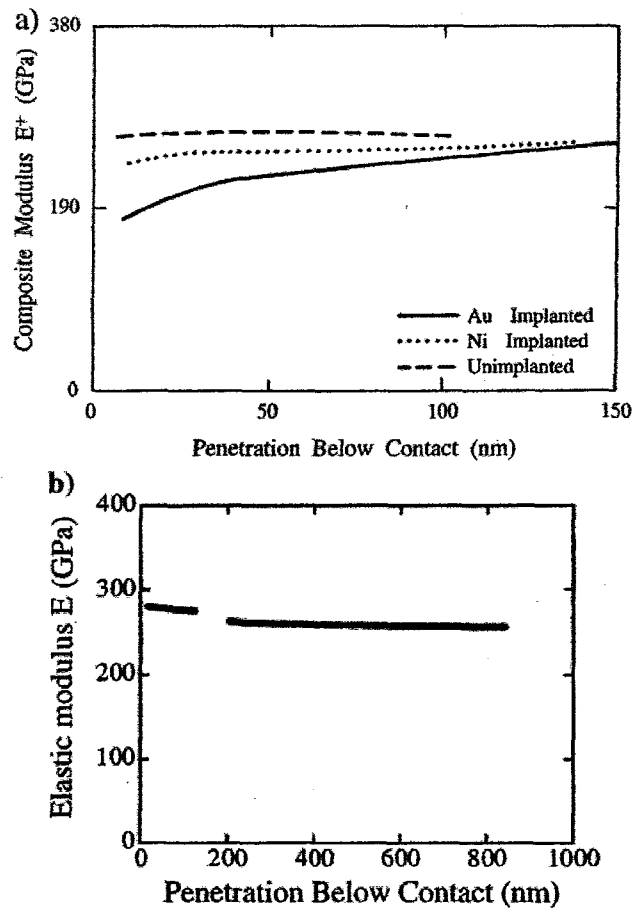 a)
380
190
0
Composite Modulus E⁺ (GPa)
Au Implanted
Ni Implanted
Unimplanted
0
50
100
150
Penetration Below Contact (nm)
b)
400
300
200
100
0
Elastic modulus E (GPa)
0
200
400
600
800
1000
Penetration Below Contact (nm)